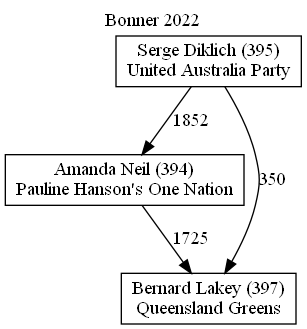 Bonner 2022
Serge Diklich (395)
United Australia Party
1852
Amanda Neil (394)
Pauline Hanson's One Nation
350
1725
Bernard Lakey (397)
Queensland Greens